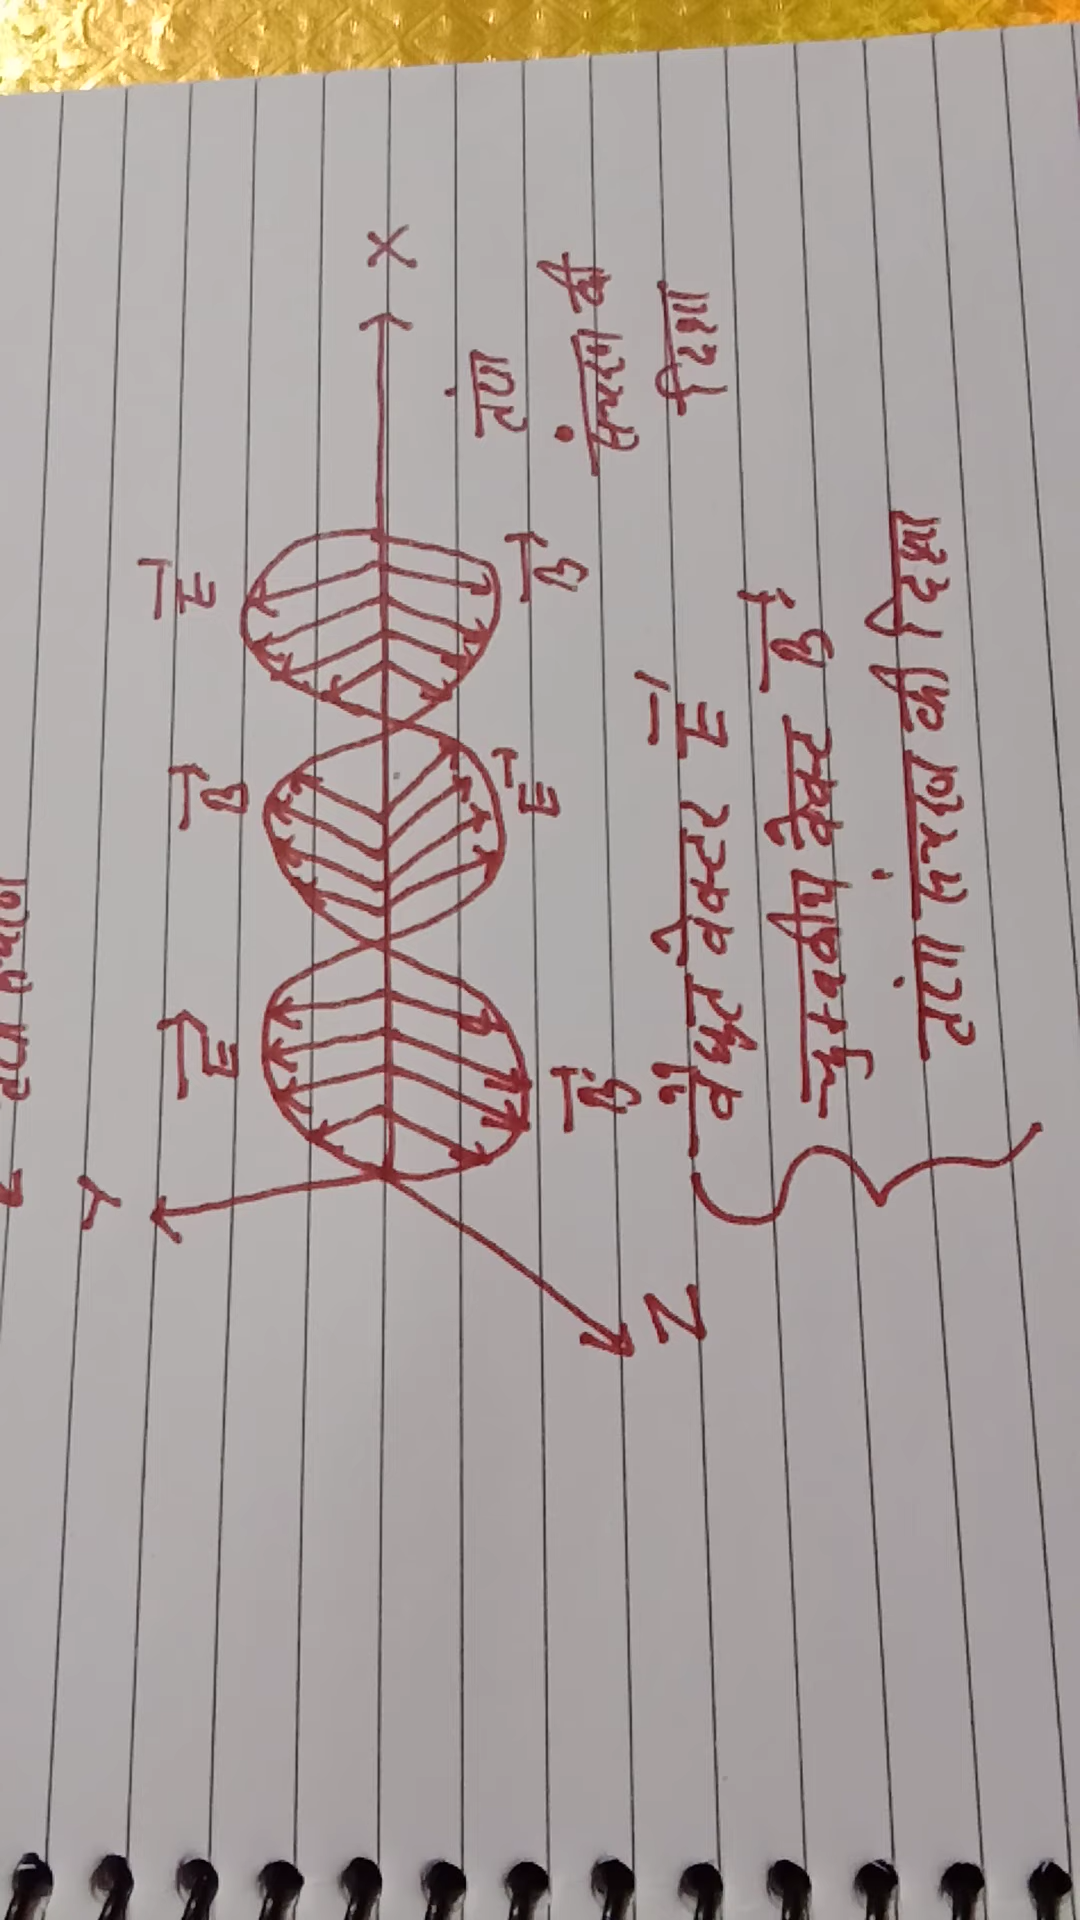 Y
E E
B
X
B E B
तरंग
संचरण की
दिशा
Z
वैद्युत वेक्टर E
चुम्बकीय वेक्टर B
तरंग संचरण कि दिशा